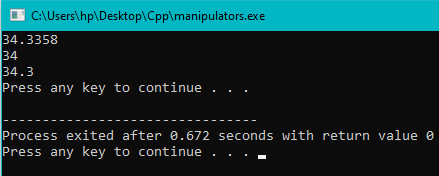 C:\Users\hp\Desktop\Cpp\manipulators.exe
34.3358
34
34.3
Press any key to continue . . .
--------------------------------
Process exited after 0.672 seconds with return value 0
Press any key to continue . . .